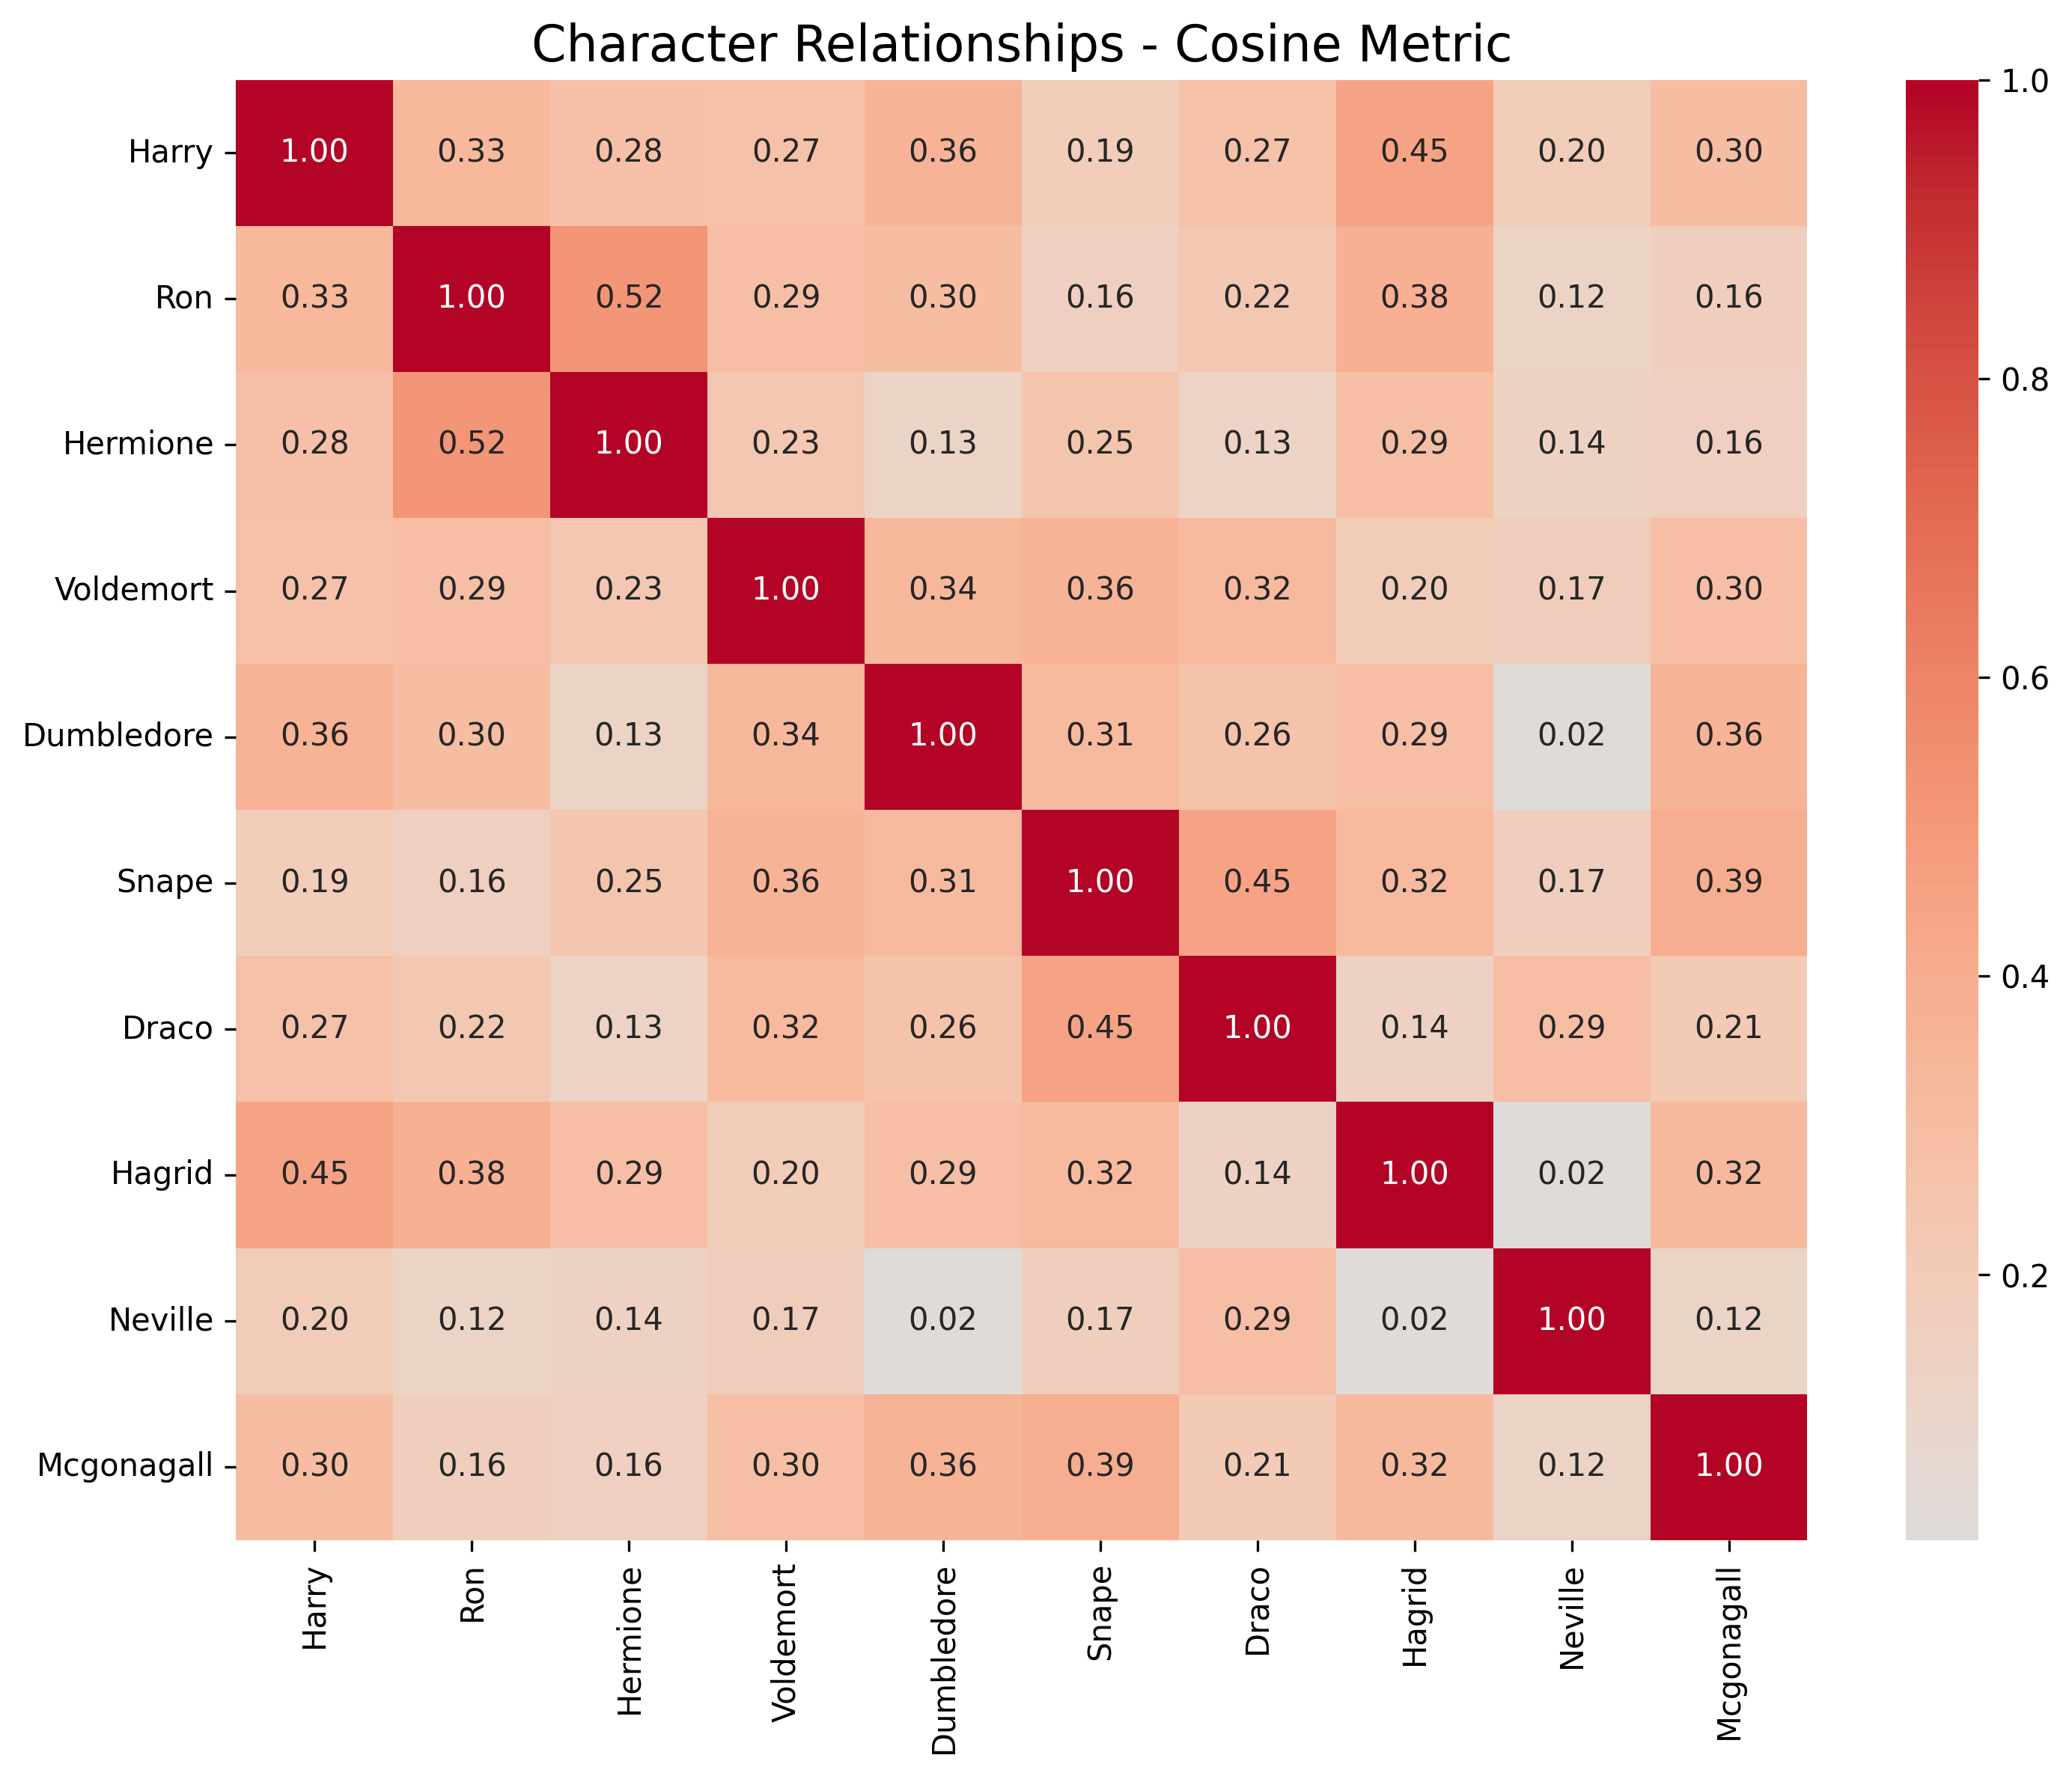 Character Relationships - Cosine Metric
1.0
Harry 1.00 0.33 0.28 0.27 0.36 0.19 0.27 0.45 0.20 0.30
Ron 0.33 1.00 0.52 0.29 0.30 0.16 0.22 0.38 0.12 0.16
0.8
Hermione 0.28 0.52 1.00 0.23 0.13 0.25 0.13 0.29 0.14 0.16
Voldemort 0.27 0.29 0.23 1.00 0.34 0.36 0.32 0.20 0.17 0.30
0.6
Dumbledore 0.36 0.30 0.13 0.34 1.00 0.31 0.26 0.29 0.02 0.36
Snape 0.19 0.16 0.25 0.36 0.31 1.00 0.45 0.32 0.17 0.39
0.4
Draco 0.27 0.22 0.13 0.32 0.26 0.45 1.00 0.14 0.29 0.21
Hagrid 0.45 0.38 0.29 0.20 0.29 0.32 0.14 1.00 0.02 0.32
0.2
Neville 0.20 0.12 0.14 0.17 0.02 0.17 0.29 0.02 1.00 0.12
Mcgonagall 0.30 0.16 0.16 0.30 0.36 0.39 0.21 0.32 0.12 1.00
Harry Ron Hermione Voldemort Dumbledore Snape Draco Hagrid Neville Mcgonagall